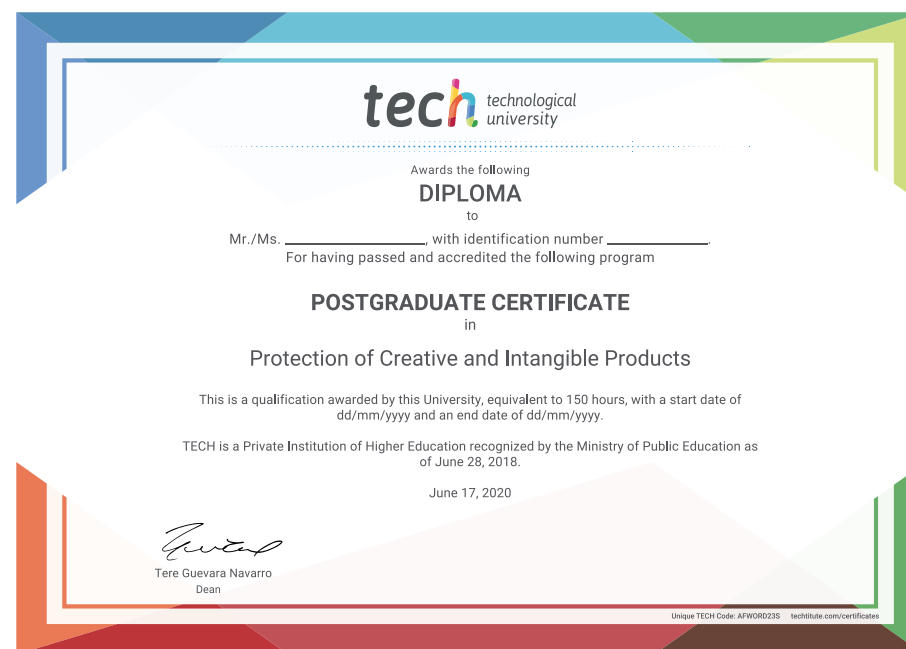 tech technological
university
Awards the following
DIPLOMA
to
Mr./Ms. ____________________, with identification number ______________.
For having passed and accredited the following program
POSTGRADUATE CERTIFICATE
in
Protection of Creative and Intangible Products
This is a qualification awarded by this University, equivalent to 150 hours, with a start date of
dd/mm/yyyy and an end date of dd/mm/yyyy.
TECH is a Private Institution of Higher Education recognized by the Ministry of Public Education as
of June 28, 2018.
June 17, 2020
Tere Guevara Navarro
Dean
Unique TECH Code: AFWORD23S techtitute.com/certificates